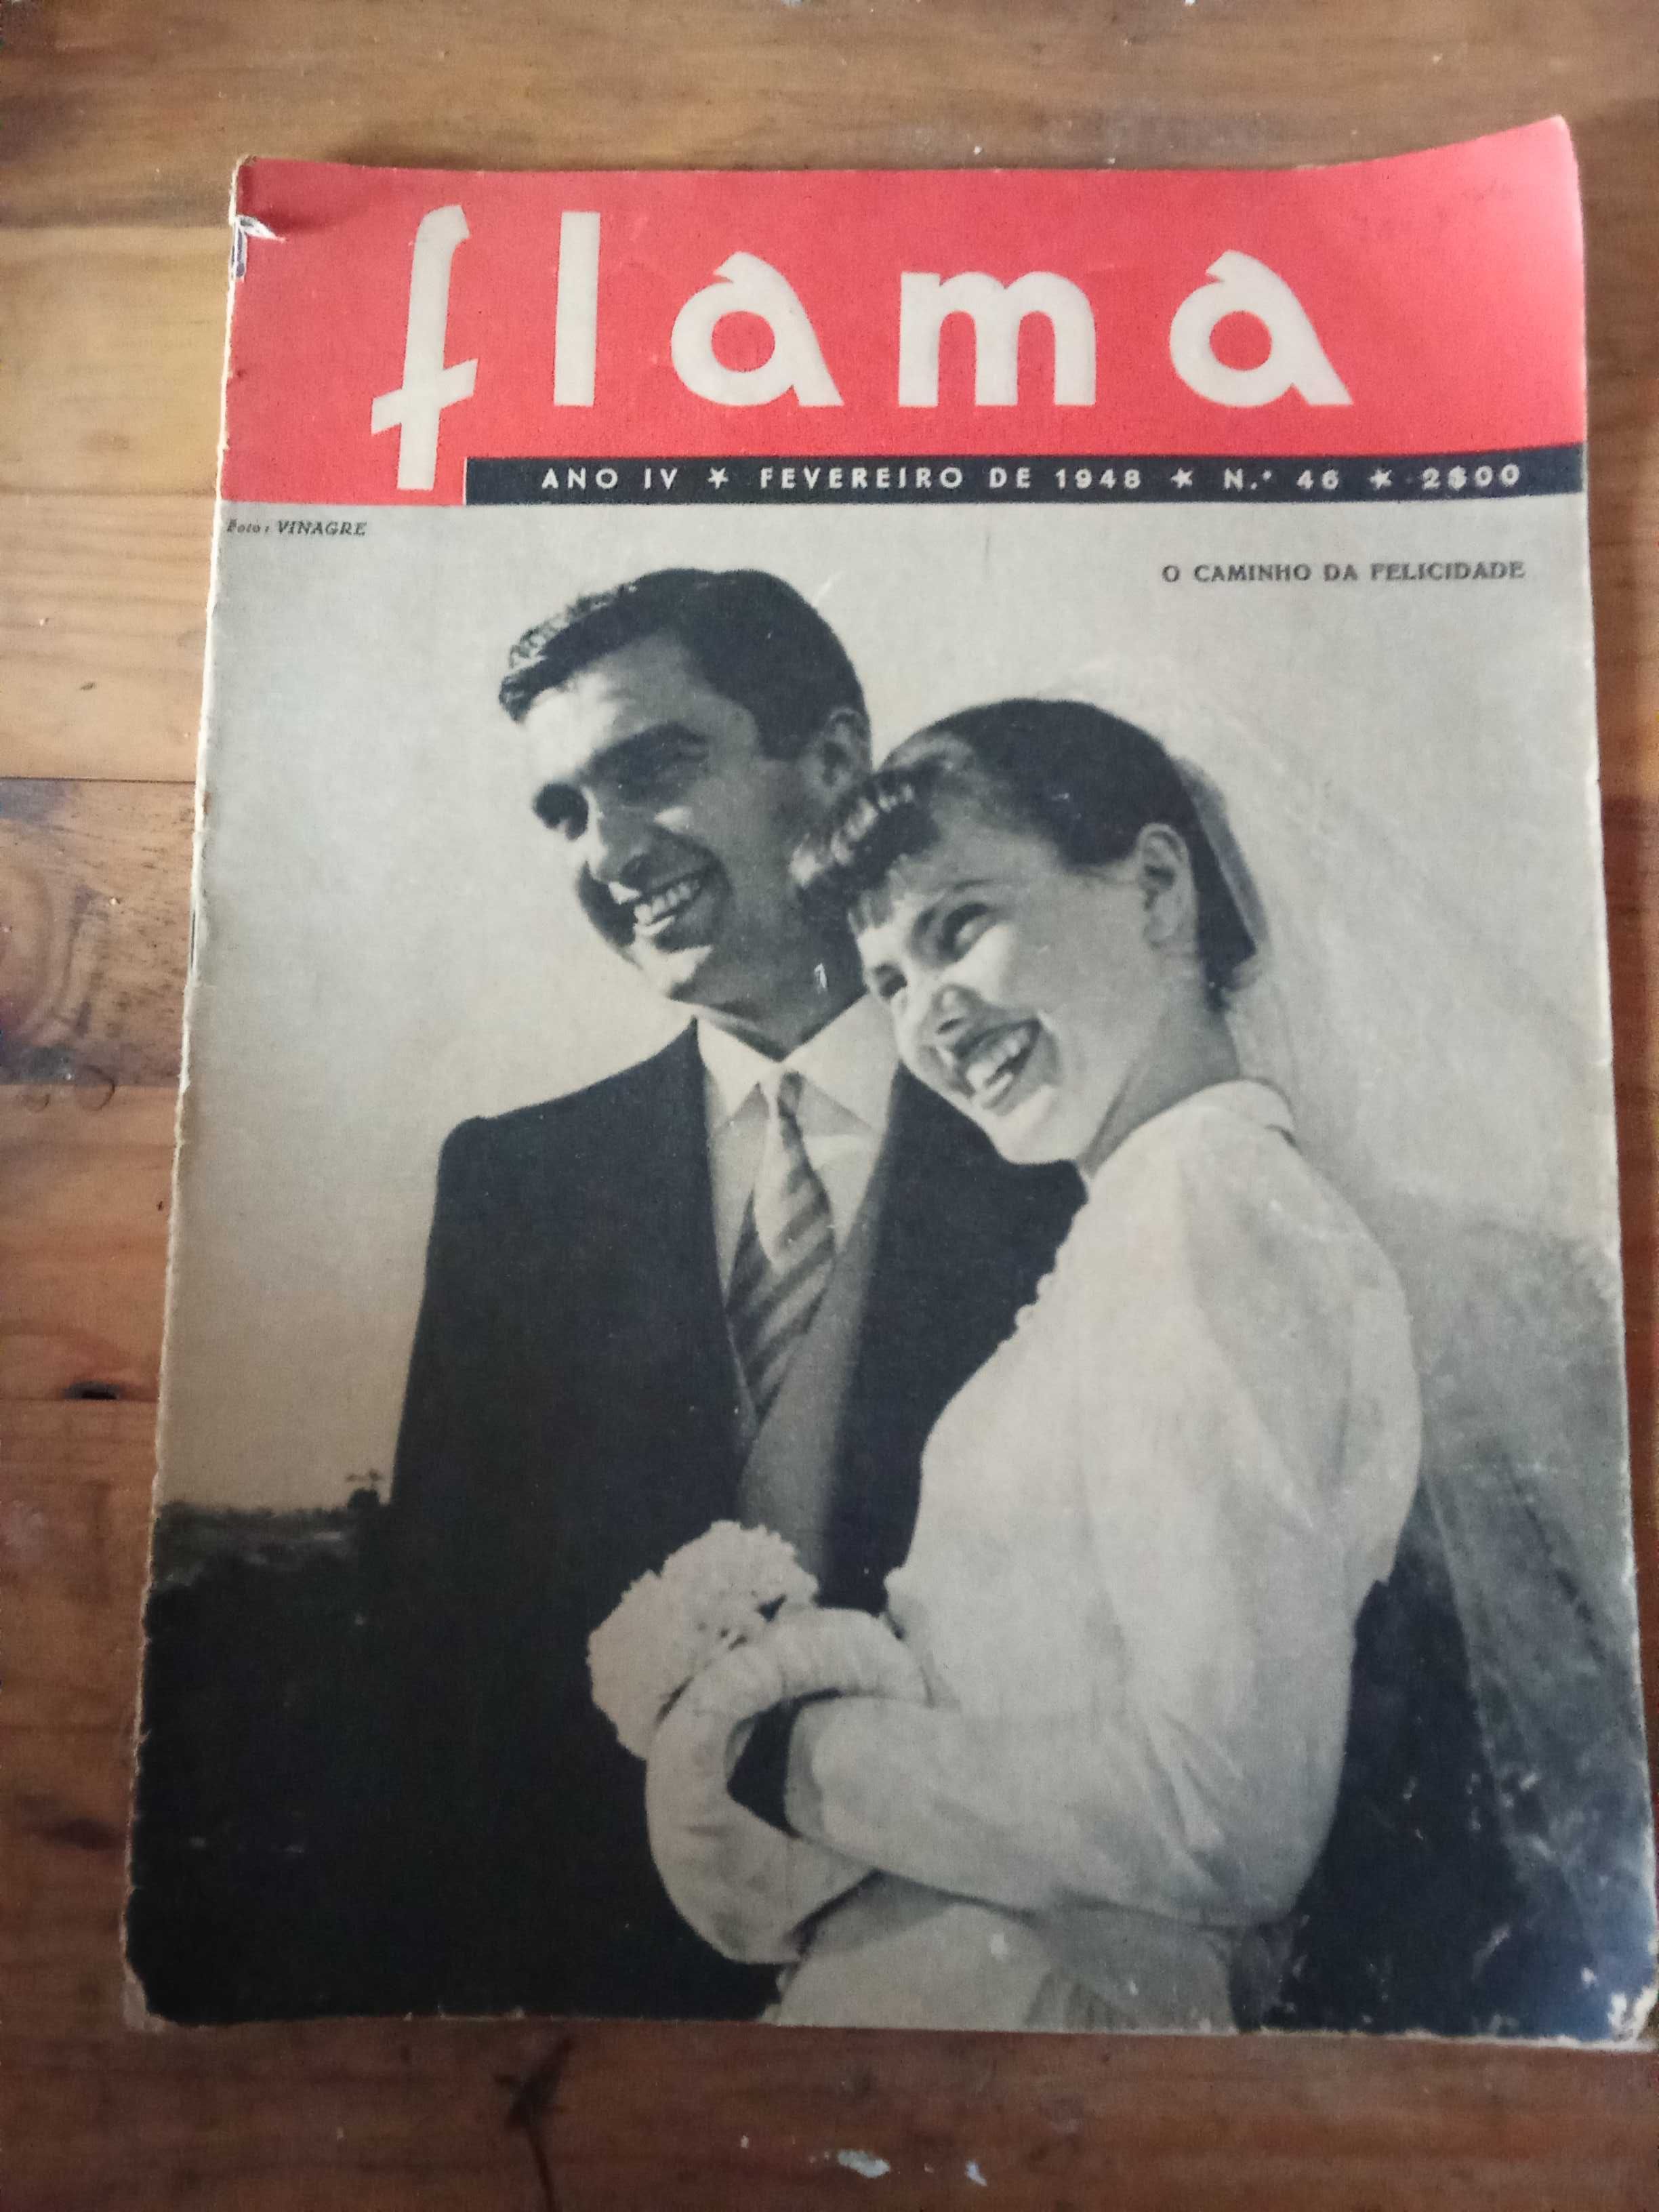 flama
ANO IV ★ FEVEREIRO DE 1948 ★ N.º 46 ★ 2$00
Foto: VINAGRE
O CAMINHO DA FELICIDADE